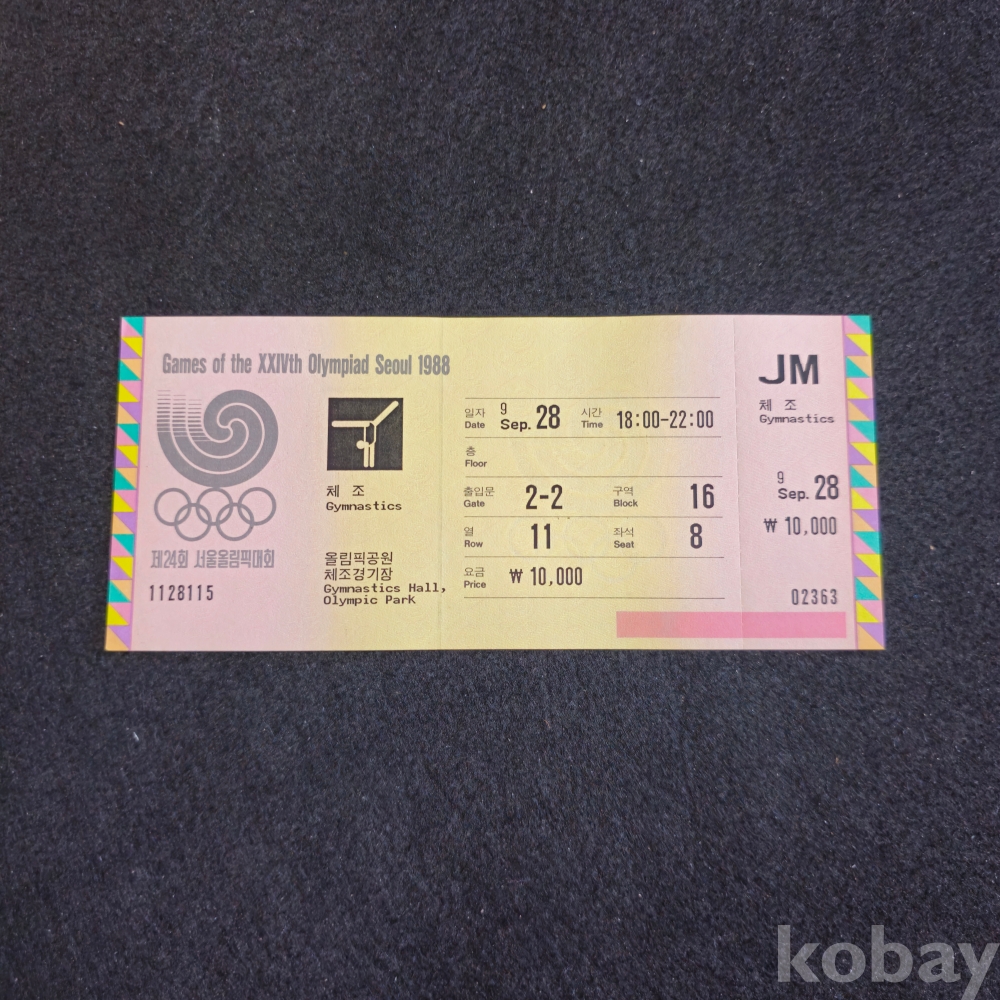 Games of the XXIVth Olympiad Seoul 1988
제24회 서울올림픽대회
1128115
체 조
Gymnastics
올림픽공원
체조경기장
Gymnastics Hall,
Olympic Park
일자 Date 9 Sep. 28 시간 Time 18:00-22:00
층 Floor
출입문 Gate 2-2 구역 Block 16
열 Row 11 좌석 Seat 8
요금 Price ₩ 10,000
JM
체 조
Gymnastics
9 Sep. 28
₩ 10,000
02363
kobay